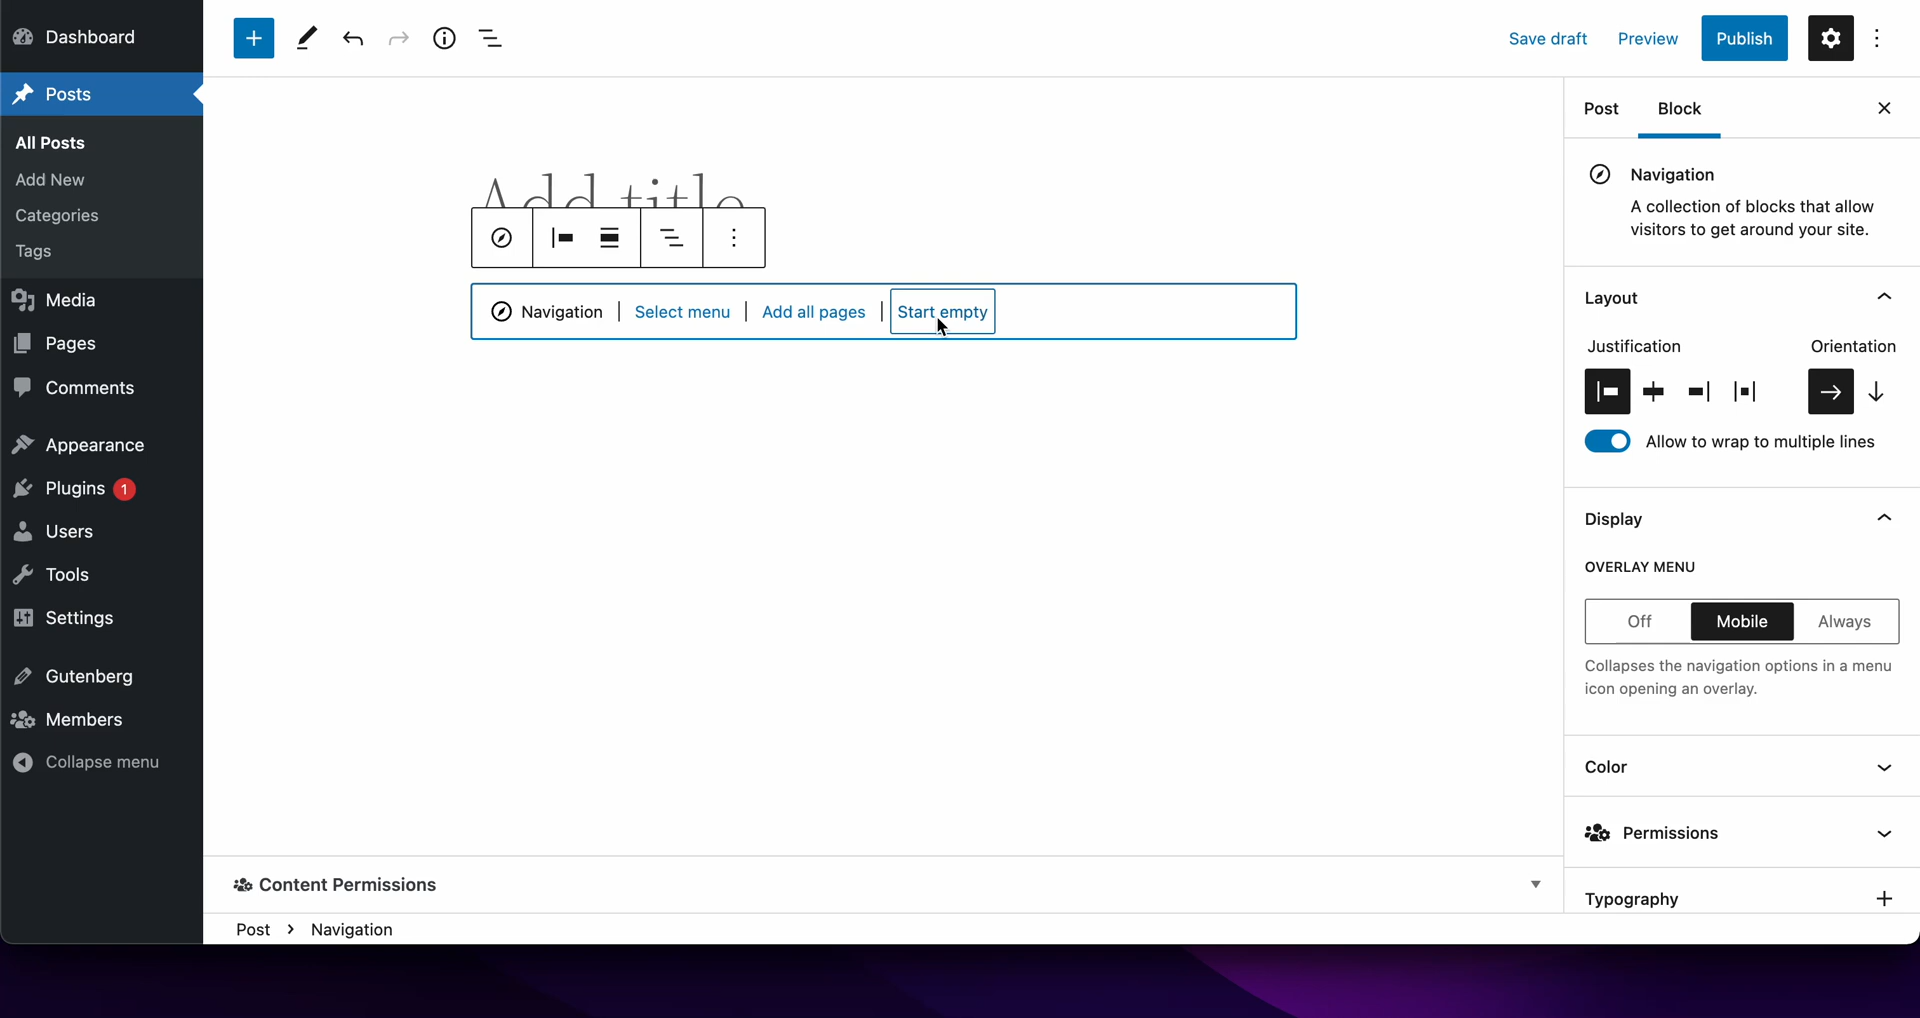 Dashboard
Posts
All Posts
Add New
Categories
Tags
Media
Pages
Comments
Appearance
Plugins 1
Users
Tools
Settings
Gutenberg
Members
Collapse menu
Save draft Preview Publish
Add title
Navigation Select menu Add all pages Start empty
Content Permissions
Post > Navigation
Post Block
Navigation
A collection of blocks that allow
visitors to get around your site.
Layout
Justification Orientation
Allow to wrap to multiple lines
Display
OVERLAY MENU
Off Mobile Always
Collapses the navigation options in a menu
icon opening an overlay.
Color
Permissions
Typography